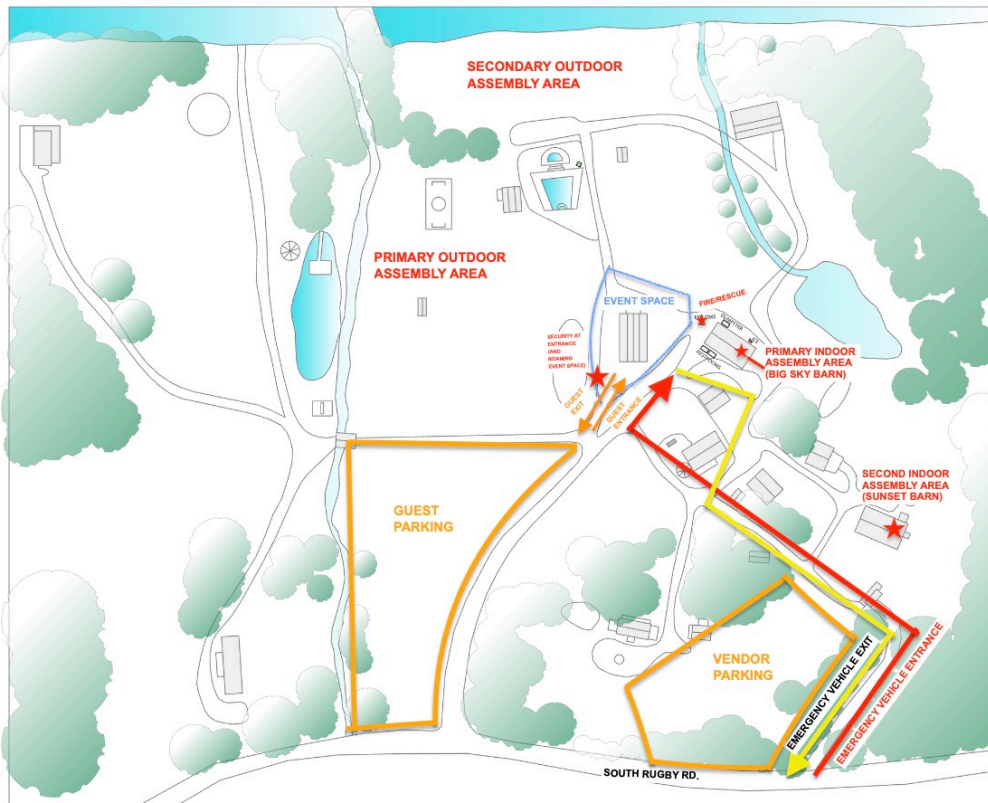 SECONDARY OUTDOOR
ASSEMBLY AREA
PRIMARY OUTDOOR
ASSEMBLY AREA
EVENT SPACE
FIRE/RESCUE
DUMPSTER
RESTROOMS
SECURITY AT
ENTRANCE
(AND
ROAMING
EVENT SPACE)
PRIMARY INDOOR
ASSEMBLY AREA
(BIG SKY BARN)
GUEST
EXIT
GUEST
ENTRANCE
SECOND INDOOR
ASSEMBLY AREA
(SUNSET BARN)
GUEST
PARKING
VENDOR
PARKING
EMERGENCY VEHICLE EXIT
EMERGENCY VEHICLE ENTRANCE
SOUTH RUGBY RD.